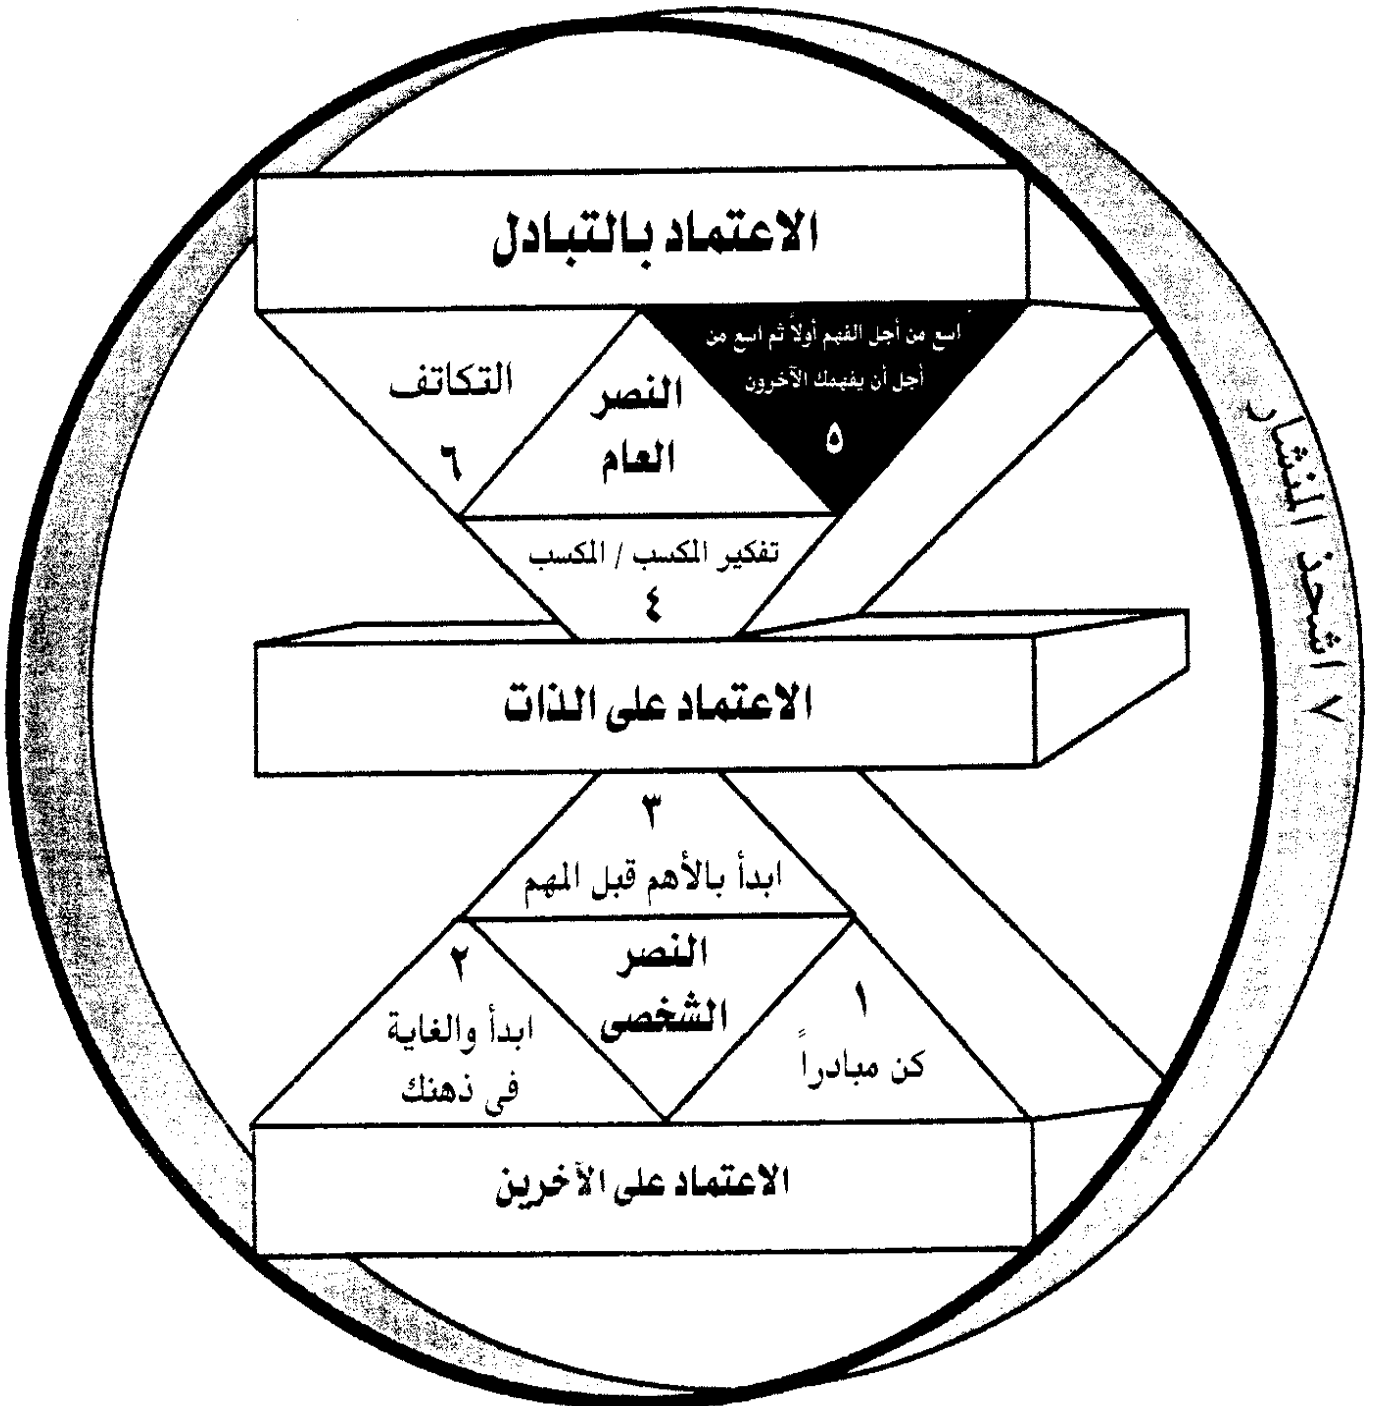 الاعتماد بالتبادل
اسع من أجل الفهم أولاً ثم اسع من
أجل أن يفهمك الآخرون
٥
النصر
العام
التكاتف
٦
تفكير المكسب / المكسب
٤
٧ اشحذ المنشار
الاعتماد على الذات
٣
ابدأ بالأهم قبل المهم
النصر
الشخصى
١
كن مبادراً
٢
ابدأ والغاية
فى ذهنك
الاعتماد على الآخرين